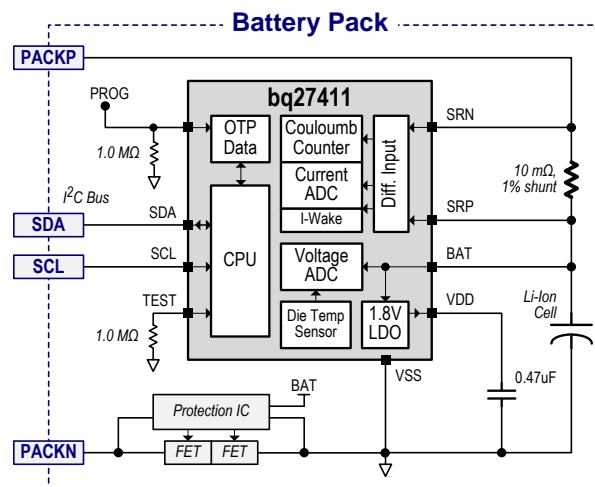 Battery Pack
PACKP
PROG
bq27411
SRN
OTP
Data
Couloumb
Counter
Current
ADC
I-Wake
Diff. Input
1.0 MΩ
10 mΩ,
1% shunt
I²C Bus
SDA
SDA
SRP
SCL
SCL
CPU
Voltage
ADC
BAT
TEST
VDD
Li-Ion
Cell
1.0 MΩ
Die Temp
Sensor
1.8V
LDO
VSS
0.47uF
BAT
Protection IC
PACKN
FET
FET